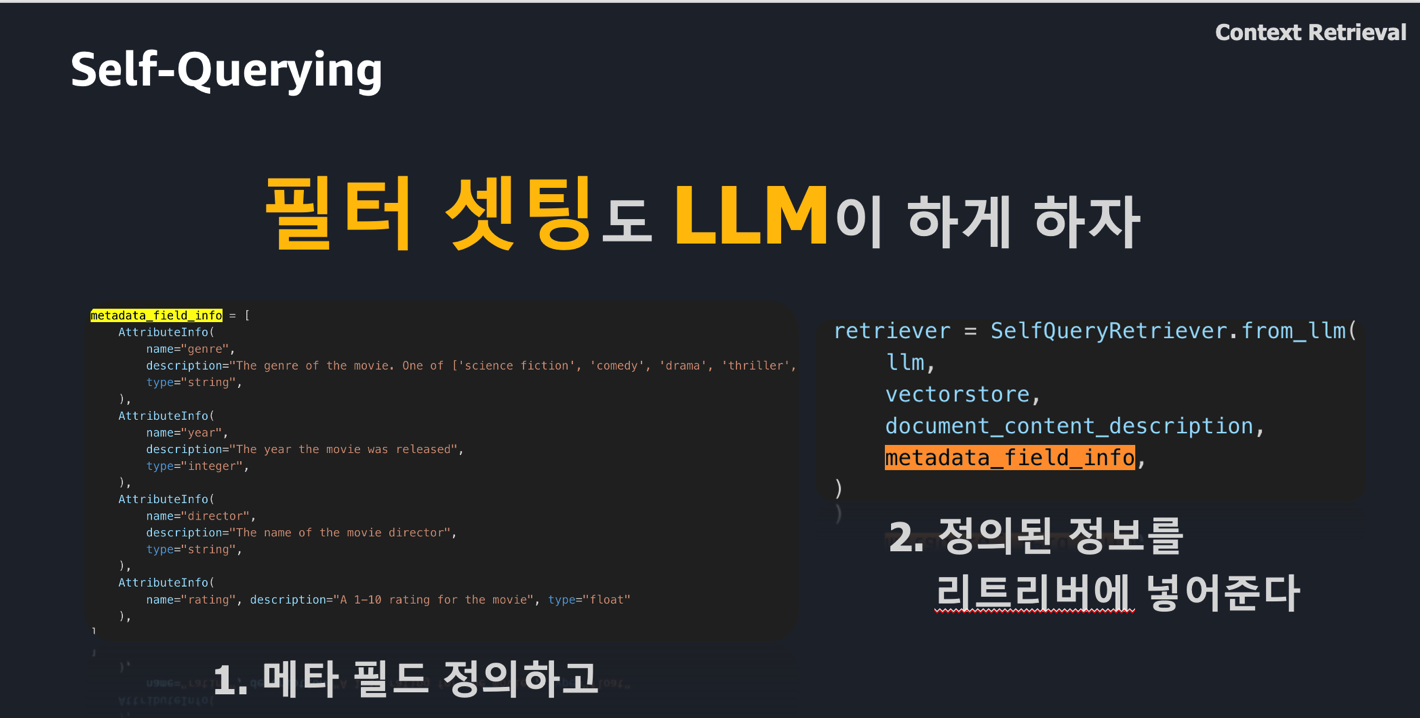 Context Retrieval
Self-Querying
필터 셋팅도 LLM이 하게 하자
metadata_field_info = [
    AttributeInfo(
        name="genre",
        description="The genre of the movie. One of ['science fiction', 'comedy', 'drama', 'thriller',
        type="string",
    ),
    AttributeInfo(
        name="year",
        description="The year the movie was released",
        type="integer",
    ),
    AttributeInfo(
        name="director",
        description="The name of the movie director",
        type="string",
    ),
    AttributeInfo(
        name="rating", description="A 1-10 rating for the movie", type="float"
    ),
]
1. 메타 필드 정의하고
retriever = SelfQueryRetriever.from_llm(
    llm,
    vectorstore,
    document_content_description,
    metadata_field_info,
)
2. 정의된 정보를
리트리버에 넣어준다